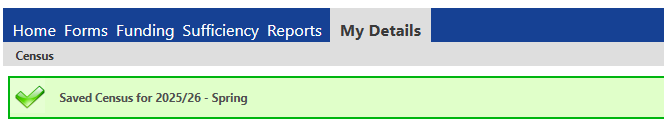 Home Forms Funding Sufficiency Reports My Details
Census
Saved Census for 2025/26 - Spring